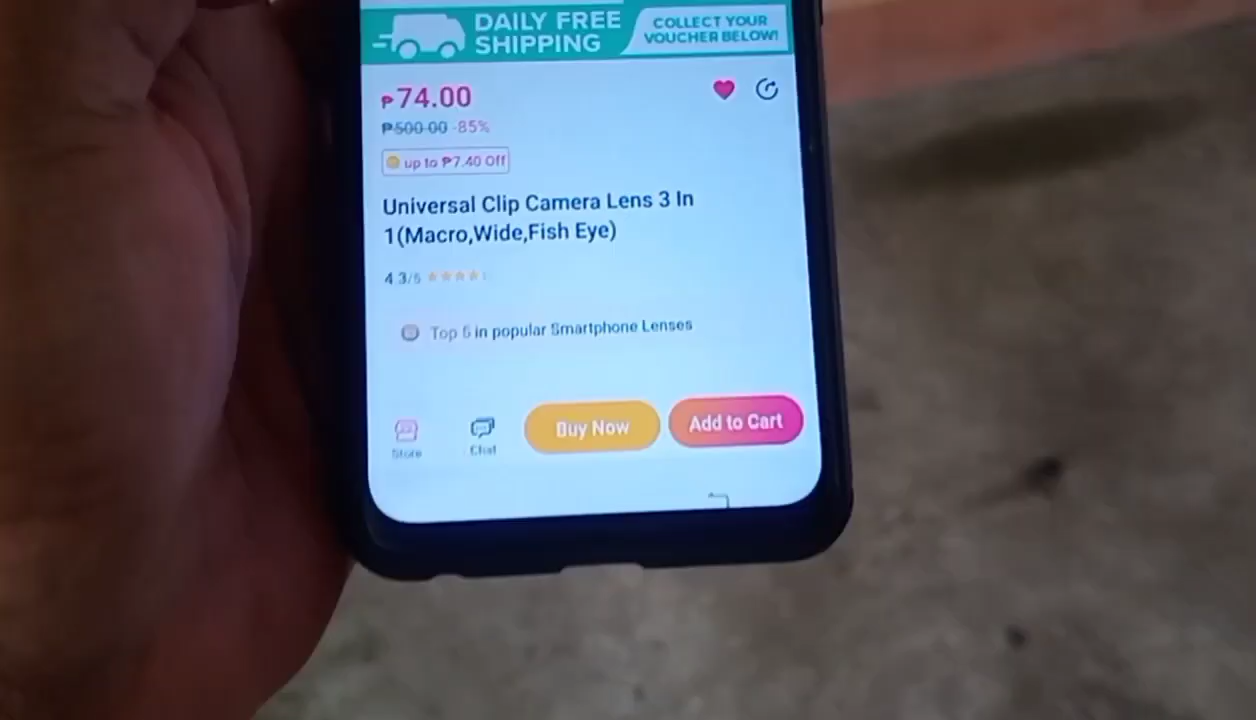 DAILY FREE
SHIPPING
COLLECT YOUR
VOUCHER BELOW!
₱74.00
₱500.00 -85%
up to ₱7.40 Off
Universal Clip Camera Lens 3 In
1(Macro,Wide,Fish Eye)
4.3/5
Top 5 in popular Smartphone Lenses
Store
Chat
Buy Now
Add to Cart